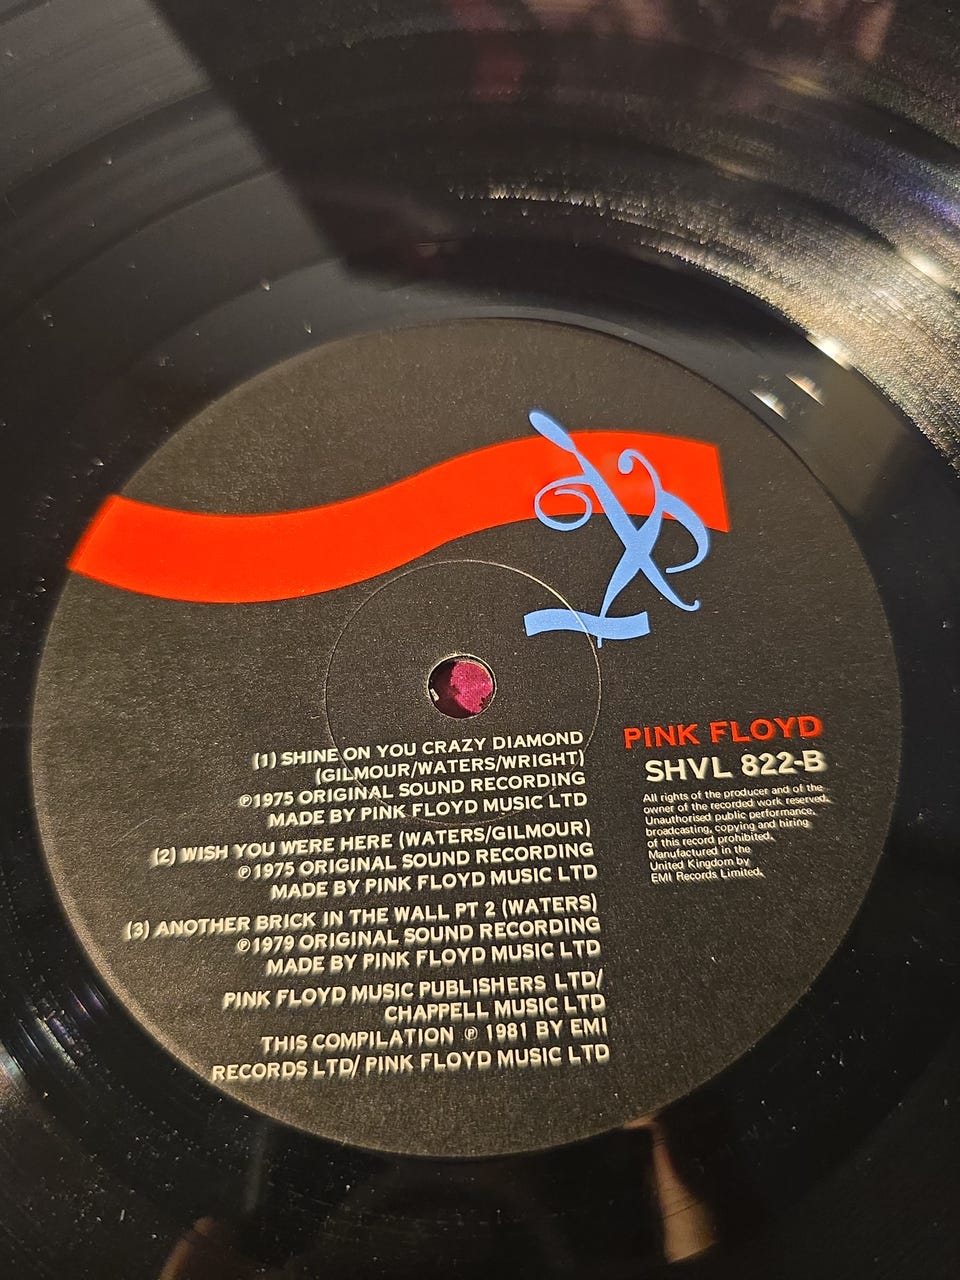 (1) SHINE ON YOU CRAZY DIAMOND
(GILMOUR/WATERS/WRIGHT)
℗1975 ORIGINAL SOUND RECORDING
MADE BY PINK FLOYD MUSIC LTD
(2) WISH YOU WERE HERE (WATERS/GILMOUR)
℗1975 ORIGINAL SOUND RECORDING
MADE BY PINK FLOYD MUSIC LTD
(3) ANOTHER BRICK IN THE WALL PT 2 (WATERS)
℗1979 ORIGINAL SOUND RECORDING
MADE BY PINK FLOYD MUSIC LTD
PINK FLOYD MUSIC PUBLISHERS LTD/
CHAPPELL MUSIC LTD
THIS COMPILATION ℗ 1981 BY EMI
RECORDS LTD/ PINK FLOYD MUSIC LTD
PINK FLOYD
SHVL 822-B
All rights of the producer and of the
owner of the recorded work reserved.
Unauthorised public performance,
broadcasting, copying and hiring
of this record prohibited.
Manufactured in the
United Kingdom by
EMI Records Limited.